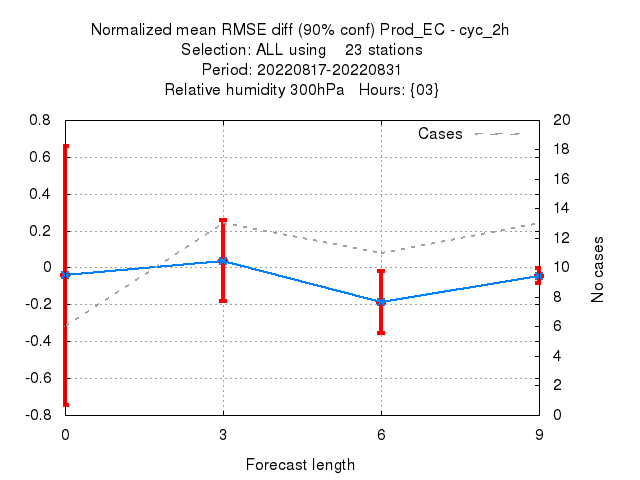 Normalized mean RMSE diff (90% conf) Prod_EC - cyc_2h
Selection: ALL using    23 stations
Period: 20220817-20220831
Relative humidity 300hPa   Hours: {03}
Cases
0.8
0.6
0.4
0.2
0
-0.2
-0.4
-0.6
-0.8
20
18
16
14
12
10
8
6
4
2
0
No cases
0 3 6 9
Forecast length